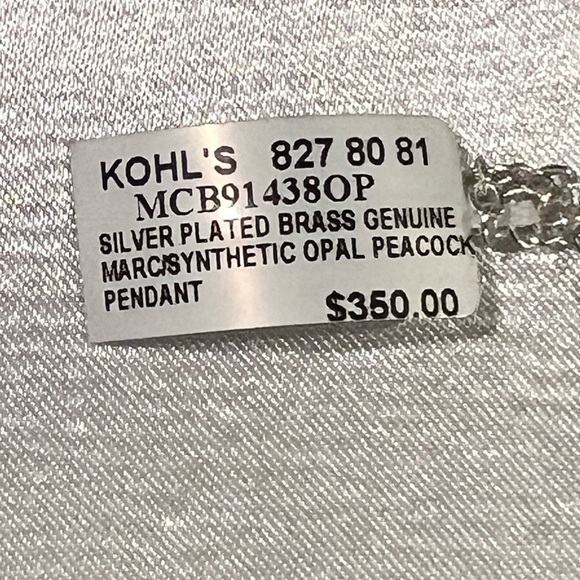 KOHL'S 827 80 81
MCB91438OP
SILVER PLATED BRASS GENUINE
MARC/SYNTHETIC OPAL PEACOCK
PENDANT
$350.00